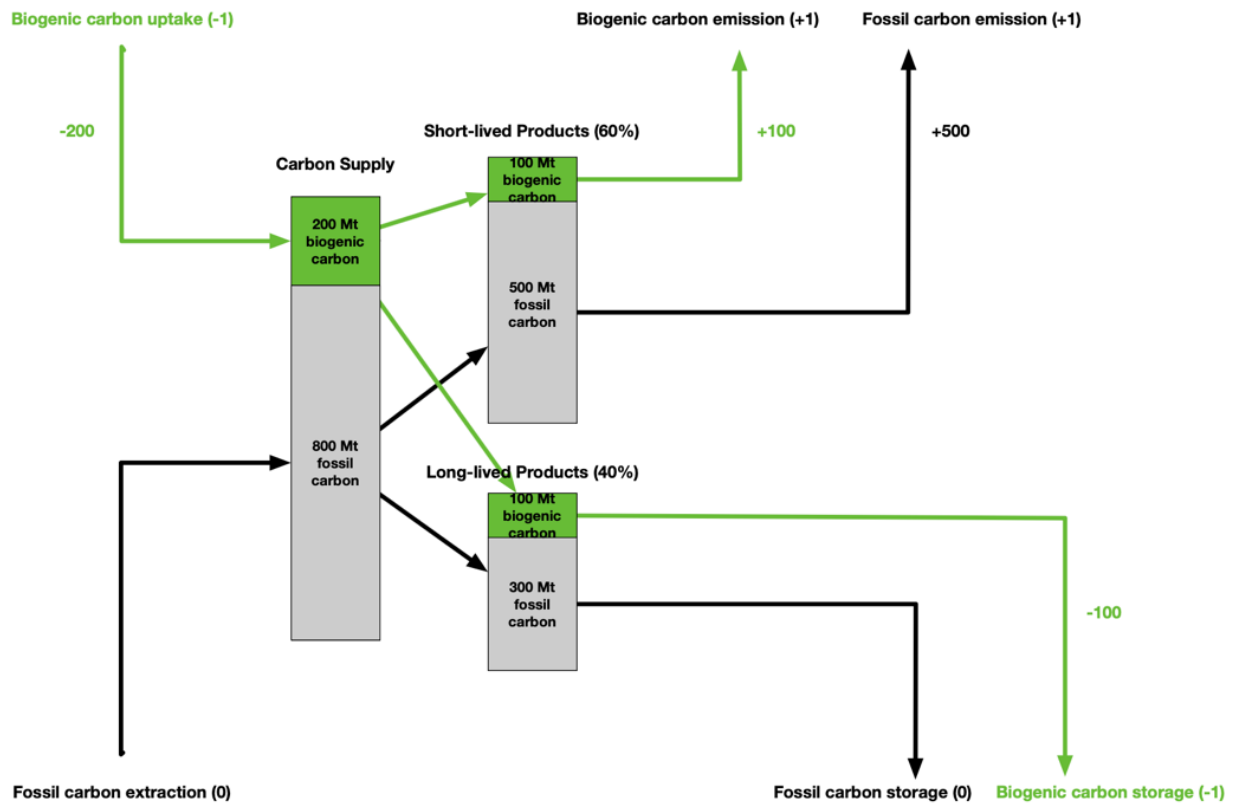 Biogenic carbon uptake (-1)
Biogenic carbon emission (+1)
Fossil carbon emission (+1)
-200
Short-lived Products (60%)
+100
+500
Carbon Supply
100 Mt
biogenic
carbon
200 Mt
biogenic
carbon
500 Mt
fossil
carbon
800 Mt
fossil
carbon
Long-lived Products (40%)
100 Mt
biogenic
carbon
300 Mt
fossil
carbon
-100
Fossil carbon extraction (0)
Fossil carbon storage (0)
Biogenic carbon storage (-1)